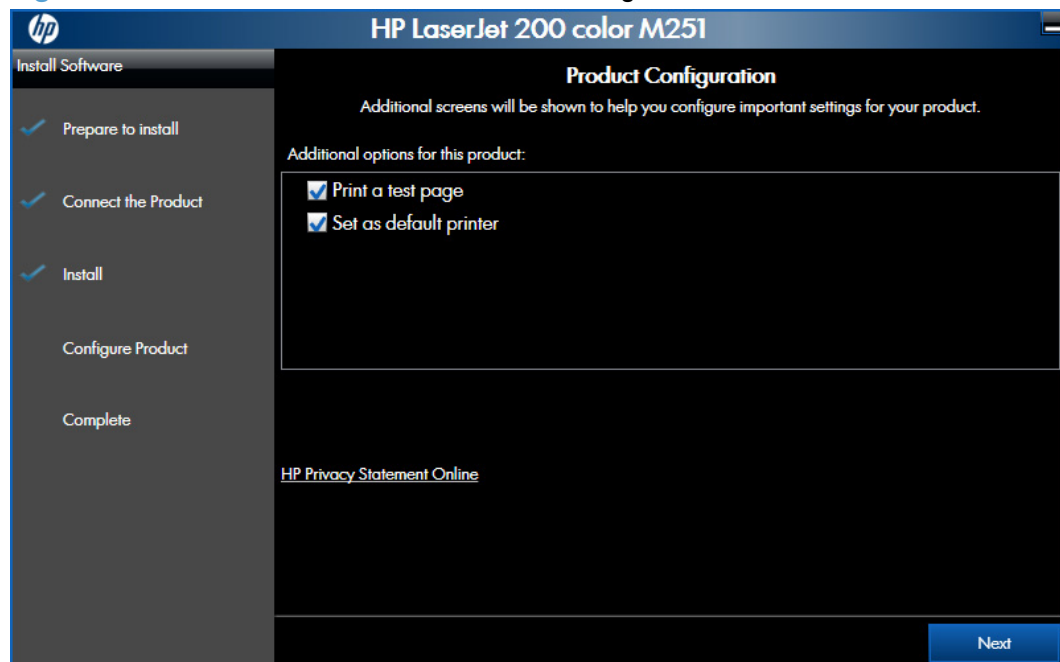 hp
HP LaserJet 200 color M251
Install Software
Prepare to install
Connect the Product
Install
Configure Product
Complete
Product Configuration
Additional screens will be shown to help you configure important settings for your product.
Additional options for this product:
Print a test page
Set as default printer
HP Privacy Statement Online
Next